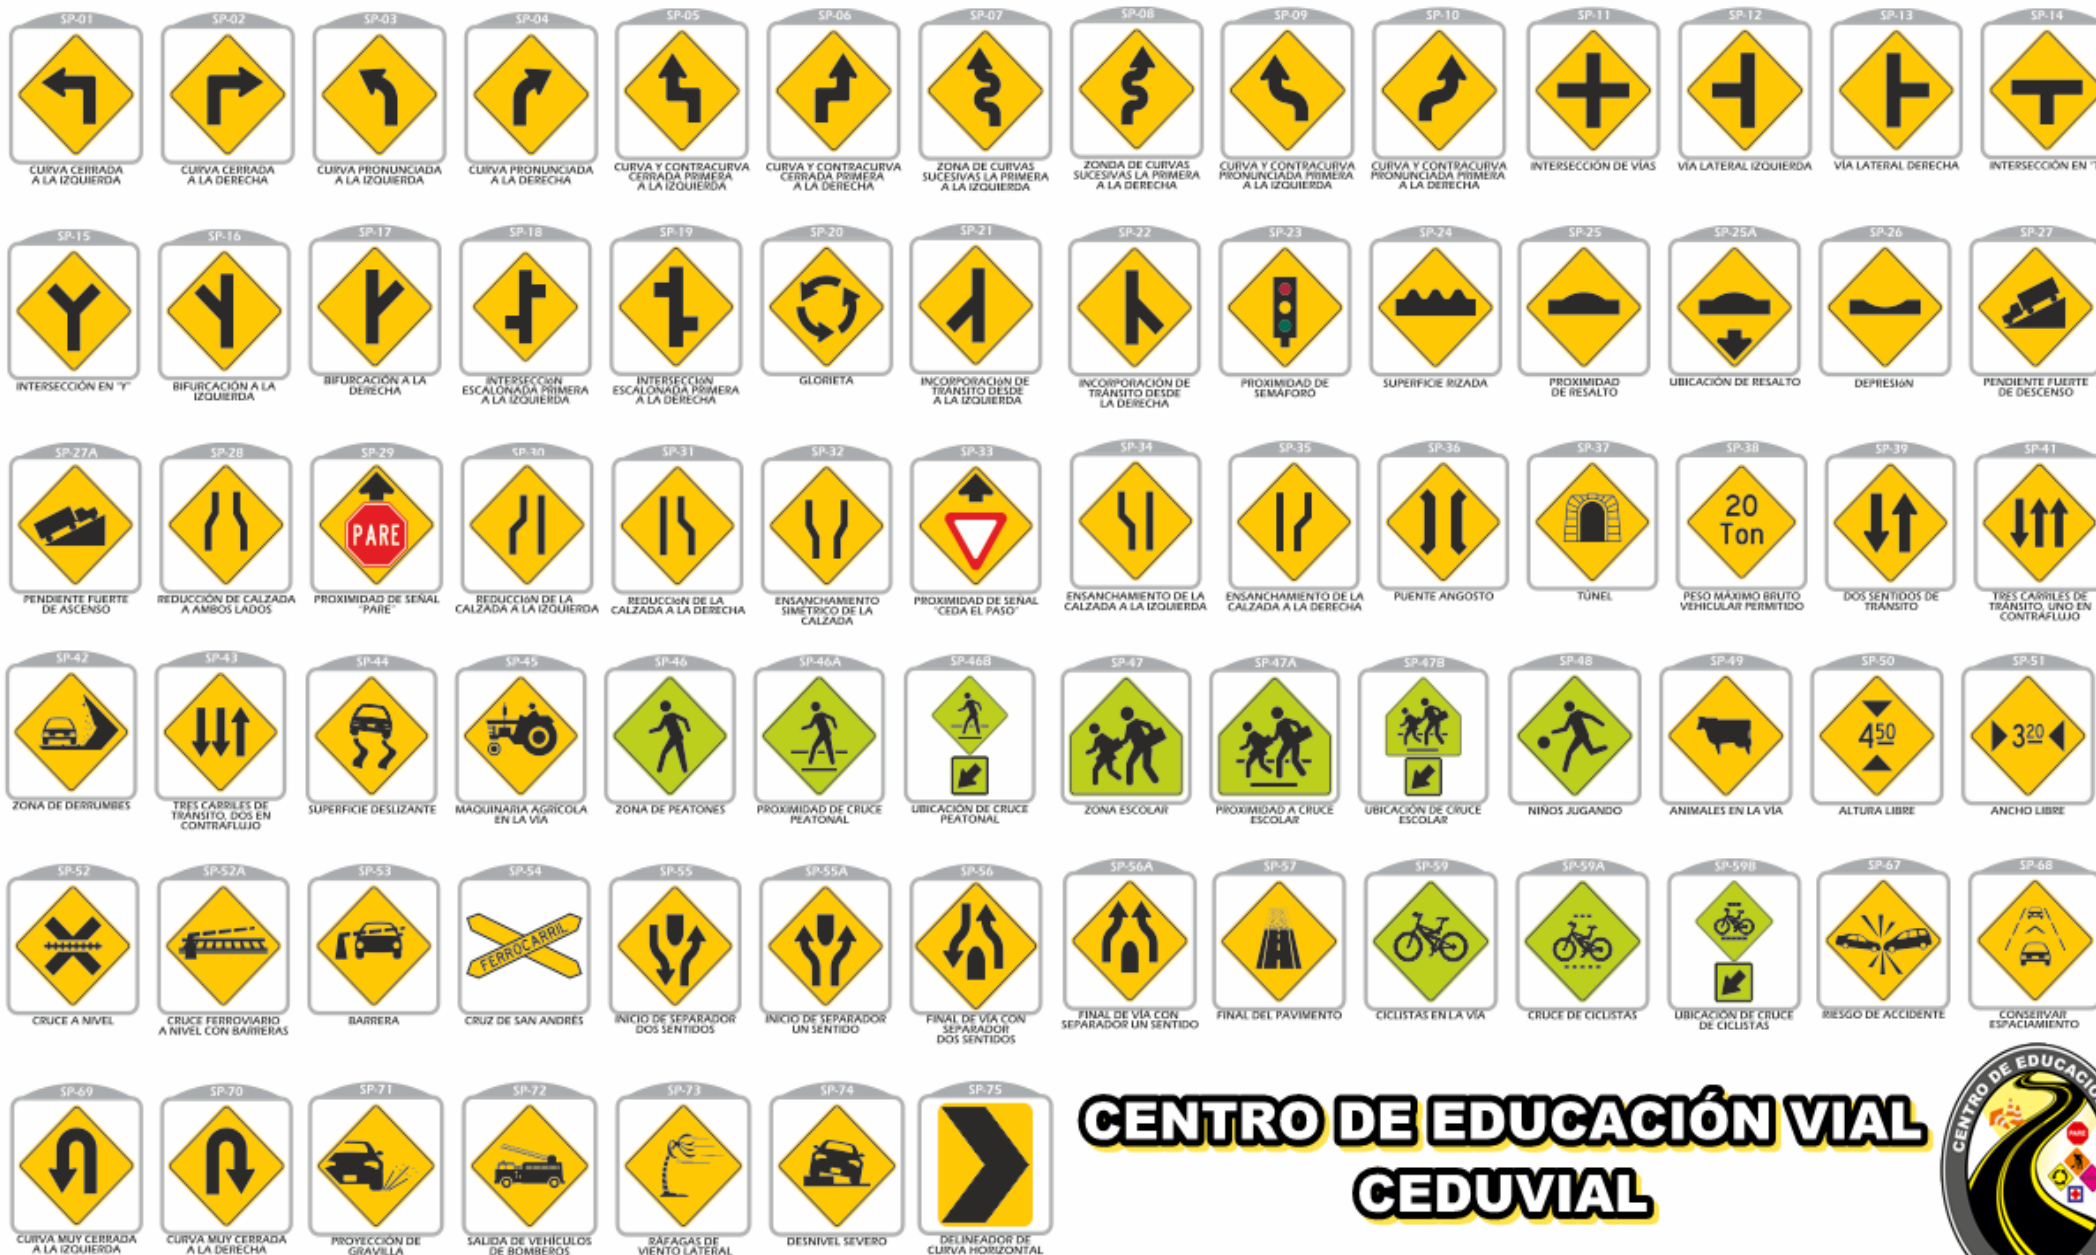 SP-01
CURVA CERRADA
A LA IZQUIERDA
SP-02
CURVA CERRADA
A LA DERECHA
SP-03
CURVA PRONUNCIADA
A LA IZQUIERDA
SP-04
CURVA PRONUNCIADA
A LA DERECHA
SP-05
CURVA Y CONTRACURVA
CERRADA PRIMERA
A LA IZQUIERDA
SP-06
CURVA Y CONTRACURVA
CERRADA PRIMERA
A LA DERECHA
SP-07
ZONA DE CURVAS
SUCESIVAS LA PRIMERA
A LA IZQUIERDA
SP-08
ZONDA DE CURVAS
SUCESIVAS LA PRIMERA
A LA DERECHA
SP-09
CURVA Y CONTRACURVA
PRONUNCIADA PRIMERA
A LA IZQUIERDA
SP-10
CURVA Y CONTRACURVA
PRONUNCIADA PRIMERA
A LA DERECHA
SP-11
INTERSECCIÓN DE VÍAS
SP-12
VÍA LATERAL IZQUIERDA
SP-13
VÍA LATERAL DERECHA
SP-14
INTERSECCIÓN EN
SP-15
INTERSECCIÓN EN "Y"
SP-16
BIFURCACIÓN A LA
IZQUIERDA
SP-17
BIFURCACIÓN A LA
DERECHA
SP-18
INTERSECCIóN
ESCALONADA PRIMERA
A LA IZQUIERDA
SP-19
INTERSECCIóN
ESCALONADA PRIMERA
A LA DERECHA
SP-20
GLORIETA
SP-21
INCORPORACIóN DE
TRÁNSITO DESDE
A LA IZQUIERDA
SP-22
INCORPORACIÓN DE
TRÁNSITO DESDE
LA DERECHA
SP-23
PROXIMIDAD DE
SEMÁFORO
SP-24
SUPERFICIE RIZADA
SP-25
PROXIMIDAD
DE RESALTO
SP-25A
UBICACIÓN DE RESALTO
SP-26
DEPRESIóN
SP-27
PENDIENTE FUERTE
DE DESCENSO
SP-27A
PENDIENTE FUERTE
DE ASCENSO
SP-28
REDUCCIÓN DE CALZADA
A AMBOS LADOS
SP-29
PARE
PROXIMIDAD DE SEÑAL
"PARE"
SP-30
REDUCCIóN DE LA
CALZADA A LA IZQUIERDA
SP-31
REDUCCIóN DE LA
CALZADA A LA DERECHA
SP-32
ENSANCHAMIENTO
SIMÉTRICO DE LA
CALZADA
SP-33
PROXIMIDAD DE SEÑAL
"CEDA EL PASO"
SP-34
ENSANCHAMIENTO DE LA
CALZADA A LA IZQUIERDA
SP-35
ENSANCHAMIENTO DE LA
CALZADA A LA DERECHA
SP-36
PUENTE ANGOSTO
SP-37
TÚNEL
SP-38
20
Ton
PESO MÁXIMO BRUTO
VEHICULAR PERMITIDO
SP-39
DOS SENTIDOS DE
TRÁNSITO
SP-41
TRES CARRILES DE
TRÁNSITO, UNO EN
CONTRAFLUJO
SP-42
ZONA DE DERRUMBES
SP-43
TRES CARRILES DE
TRÁNSITO, DOS EN
CONTRAFLUJO
SP-44
SUPERFICIE DESLIZANTE
SP-45
MAQUINARIA AGRÍCOLA
EN LA VÍA
SP-46
ZONA DE PEATONES
SP-46A
PROXIMIDAD DE CRUCE
PEATONAL
SP-46B
UBICACIÓN DE CRUCE
PEATONAL
SP-47
ZONA ESCOLAR
SP-47A
PROXIMIDAD A CRUCE
ESCOLAR
SP-47B
UBICACIÓN DE CRUCE
ESCOLAR
SP-48
NIÑOS JUGANDO
SP-49
ANIMALES EN LA VÍA
SP-50
450
ALTURA LIBRE
SP-51
320
ANCHO LIBRE
SP-52
CRUCE A NIVEL
SP-52A
CRUCE FERROVIARIO
A NIVEL CON BARRERAS
SP-53
BARRERA
SP-54
FERROCARRIL
CRUZ DE SAN ANDRÉS
SP-55
INICIO DE SEPARADOR
DOS SENTIDOS
SP-55A
INICIO DE SEPARADOR
UN SENTIDO
SP-56
FINAL DE VÍA CON
SEPARADOR
DOS SENTIDOS
SP-56A
FINAL DE VÍA CON
SEPARADOR UN SENTIDO
SP-57
FINAL DEL PAVIMENTO
SP-59
CICLISTAS EN LA VÍA
SP-59A
CRUCE DE CICLISTAS
SP-59B
UBICACIÓN DE CRUCE
DE CICLISTAS
SP-67
RIESGO DE ACCIDENTE
SP-68
CONSERVAR
ESPACIAMIENTO
SP-69
CURVA MUY CERRADA
A LA IZQUIERDA
SP-70
CURVA MUY CERRADA
A LA DERECHA
SP-71
PROYECCIÓN DE
GRAVILLA
SP-72
SALIDA DE VEHÍCULOS
DE BOMBEROS
SP-73
RÁFAGAS DE
VIENTO LATERAL
SP-74
DESNIVEL SEVERO
SP-75
DELINEADOR DE
CURVA HORIZONTAL
CENTRO DE EDUCACIÓN VIAL
CEDUVIAL
CENTRO DE EDUCACIÓ
PARE